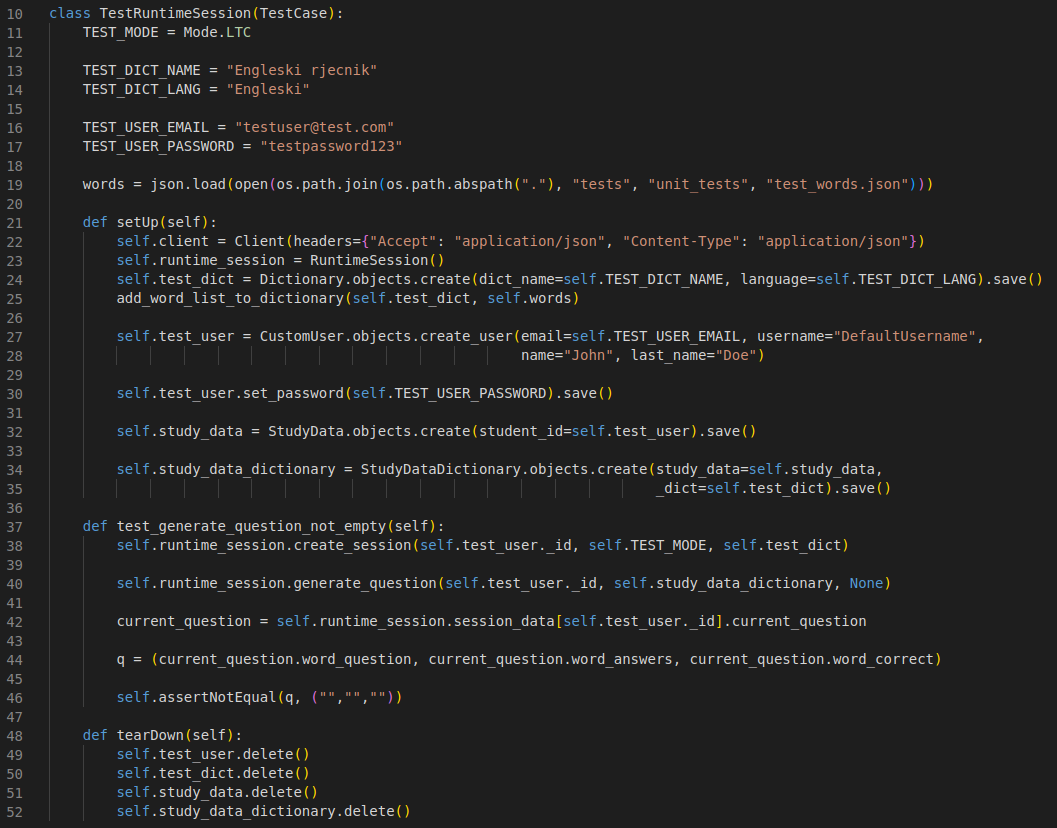 10 class TestRuntimeSession(TestCase):
11     TEST_MODE = Mode.LTC
12
13     TEST_DICT_NAME = "Engleski rjecnik"
14     TEST_DICT_LANG = "Engleski"
15
16     TEST_USER_EMAIL = "testuser@test.com"
17     TEST_USER_PASSWORD = "testpassword123"
18
19     words = json.load(open(os.path.join(os.path.abspath("."), "tests", "unit_tests", "test_words.json")))
20
21     def setUp(self):
22         self.client = Client(headers={"Accept": "application/json", "Content-Type": "application/json"})
23         self.runtime_session = RuntimeSession()
24         self.test_dict = Dictionary.objects.create(dict_name=self.TEST_DICT_NAME, language=self.TEST_DICT_LANG).save()
25         add_word_list_to_dictionary(self.test_dict, self.words)
26
27         self.test_user = CustomUser.objects.create_user(email=self.TEST_USER_EMAIL, username="DefaultUsername",
28                                                         name="John", last_name="Doe")
29
30         self.test_user.set_password(self.TEST_USER_PASSWORD).save()
31
32         self.study_data = StudyData.objects.create(student_id=self.test_user).save()
33
34         self.study_data_dictionary = StudyDataDictionary.objects.create(study_data=self.study_data,
35                                                                         _dict=self.test_dict).save()
36
37     def test_generate_question_not_empty(self):
38         self.runtime_session.create_session(self.test_user._id, self.TEST_MODE, self.test_dict)
39
40         self.runtime_session.generate_question(self.test_user._id, self.study_data_dictionary, None)
41
42         current_question = self.runtime_session.session_data[self.test_user._id].current_question
43
44         q = (current_question.word_question, current_question.word_answers, current_question.word_correct)
45
46         self.assertNotEqual(q, ("","",""))
47
48     def tearDown(self):
49         self.test_user.delete()
50         self.test_dict.delete()
51         self.study_data.delete()
52         self.study_data_dictionary.delete()